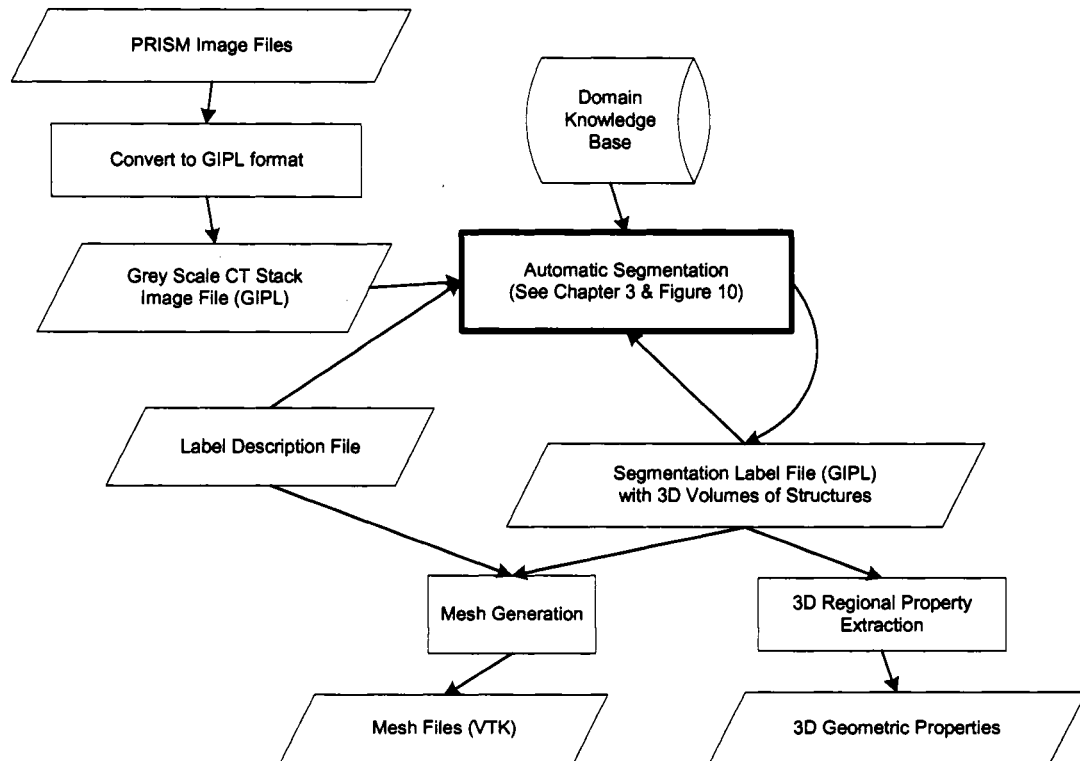 PRISM Image Files
Domain
Knowledge
Base
Convert to GIPL format
Grey Scale CT Stack
Image File (GIPL)
Automatic Segmentation
(See Chapter 3 & Figure 10)
Label Description File
Segmentation Label File (GIPL)
with 3D Volumes of Structures
Mesh Generation
3D Regional Property
Extraction
Mesh Files (VTK)
3D Geometric Properties